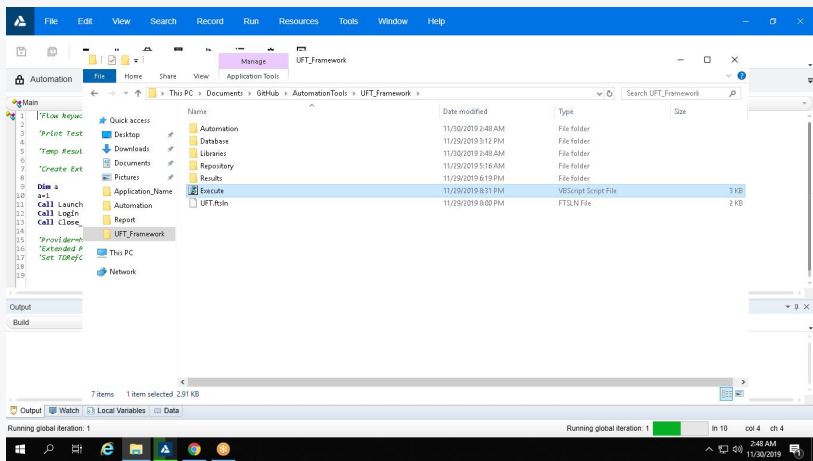 File Edit View Search Record Run Resources Tools Window Help
Manage UFT_Framework
Automation
File Home Share View Application Tools
This PC > Documents > GitHub > AutomationTools > UFT_Framework >
Search UFT_Framework
Main
Name Date modified Type Size
1 'Flow keywo
2
3 'Print Test
4
5 'Temp Resul
6
7 'Create Ext
8
9 Dim a
10 a=1
11 Call Launch
12 Call Login
13 Call Close_
14
15
16 'Extended P
17 'Set TDRefC
18
19
Quick access
Desktop
Downloads
Documents
Pictures
Application_Name
Automation
Report
UFT_Framework
This PC
Network
Automation 11/30/2019 2:48 AM File folder
Database 11/29/2019 3:12 PM File folder
Libraries 11/30/2019 2:48 AM File folder
Repository 11/29/2019 5:16 AM File folder
Results 11/29/2019 6:19 PM File folder
Execute 11/29/2019 8:31 PM VBScript Script File 3 KB
UFT.ftsln 11/29/2019 8:00 PM FTSLN File 2 KB
Output
Build
7 items 1 item selected 2.91 KB
Output Watch Local Variables Data
Running global iteration: 1 Running global iteration: 1 ln 10 col 4 ch 4
2:48 AM
11/30/2019